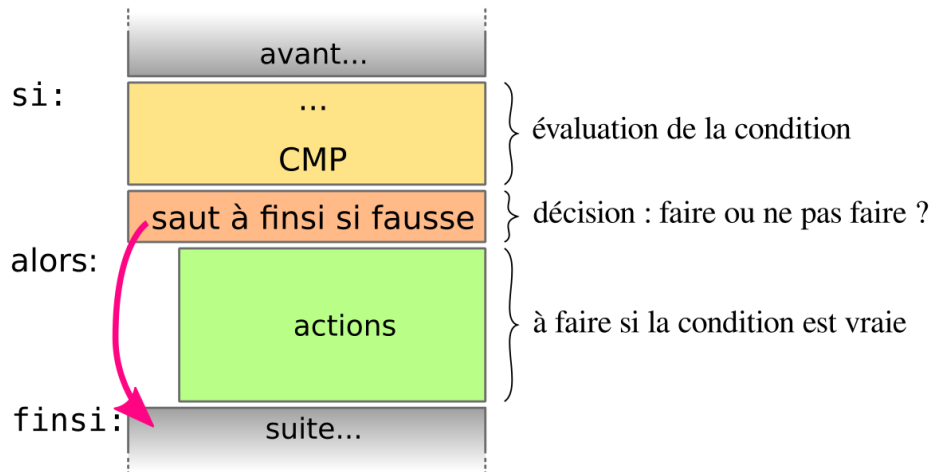 avant...
si:
...
évaluation de la condition
CMP
saut à finsi si fausse
décision : faire ou ne pas faire ?
alors:
actions
à faire si la condition est vraie
finsi:
suite...